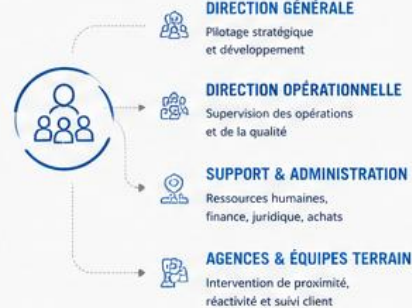 DIRECTION GÉNÉRALE
Pilotage stratégique
et développement
DIRECTION OPÉRATIONNELLE
Supervision des opérations
et de la qualité
SUPPORT & ADMINISTRATION
Ressources humaines,
finance, juridique, achats
AGENCES & ÉQUIPES TERRAIN
Intervention de proximité,
réactivité et suivi client